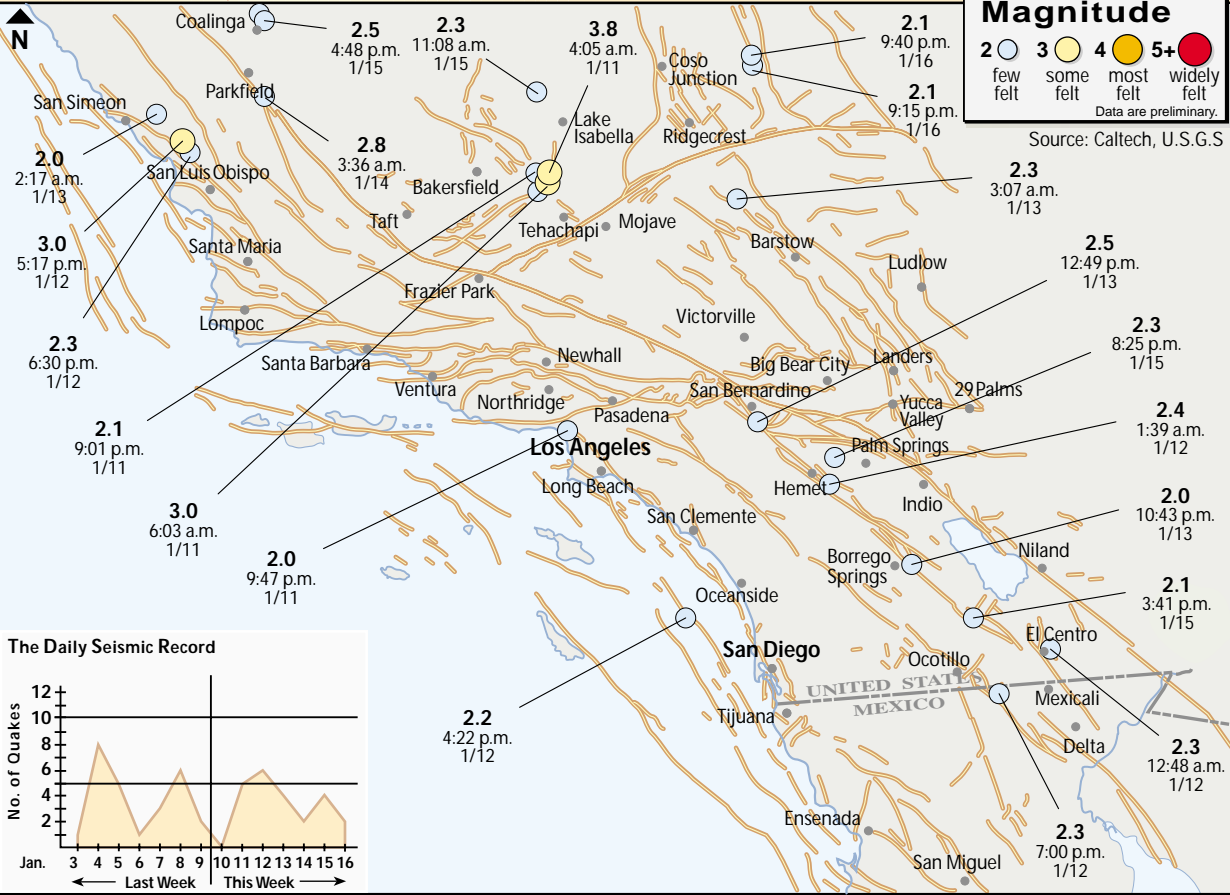 N
Magnitude
2 3 4 5+
few felt
some felt
most felt
widely felt
Data are preliminary.
Source: Caltech, U.S.G.S
2.5
4:48 p.m.
1/15
2.3
11:08 a.m.
1/15
3.8
4:05 a.m.
1/11
2.1
9:40 p.m.
1/16
2.1
9:15 p.m.
1/16
2.8
3:36 a.m.
1/14
2.0
2:17 a.m.
1/13
3.0
5:17 p.m.
1/12
2.3
6:30 p.m.
1/12
2.1
9:01 p.m.
1/11
3.0
6:03 a.m.
1/11
2.0
9:47 p.m.
1/11
2.2
4:22 p.m.
1/12
2.3
3:07 a.m.
1/13
2.5
12:49 p.m.
1/13
2.3
8:25 p.m.
1/15
2.4
1:39 a.m.
1/12
2.0
10:43 p.m.
1/13
2.1
3:41 p.m.
1/15
2.3
12:48 a.m.
1/12
2.3
7:00 p.m.
1/12
Coalinga
San Simeon
Parkfield
San Luis Obispo
Santa Maria
Lompoc
Santa Barbara
Taft
Bakersfield
Lake
Isabella
Coso
Junction
Ridgecrest
Tehachapi
Mojave
Frazier Park
Barstow
Ludlow
Victorville
Newhall
Ventura
Northridge
Pasadena
Big Bear City
San Bernardino
Landers
29 Palms
Yucca
Valley
Los Angeles
Long Beach
Palm Springs
Hemet
Indio
San Clemente
Borrego
Springs
Niland
Oceanside
San Diego
El Centro
Ocotillo
UNITED STATES
MEXICO
Mexicali
Tijuana
Delta
Ensenada
San Miguel
The Daily Seismic Record
No. of Quakes
12
10
8
6
4
2
Jan. 3 4 5 6 7 8 9 10 11 12 13 14 15 16
Last Week This Week